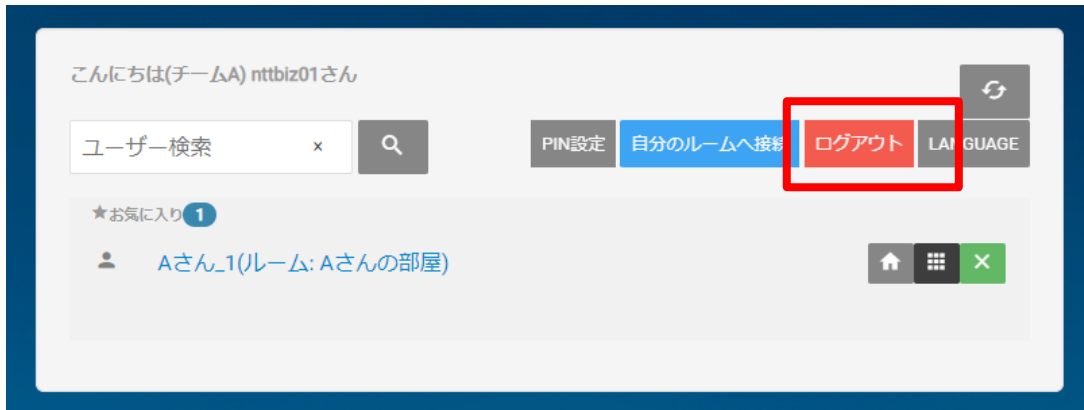 こんにちは(チームA) nttbiz01さん
ユーザー検索 ×
PIN設定 自分のルームへ接続 ログアウト LANGUAGE
★お気に入り 1
Aさん_1(ルーム: Aさんの部屋)